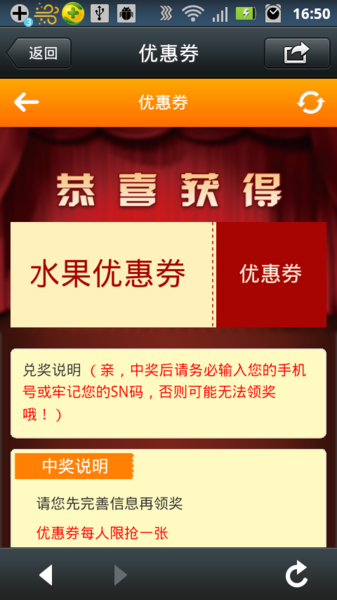 16:50
返回
优惠券
优惠券
恭喜获得
水果优惠券
优惠券
兑奖说明（亲，中奖后请务必输入您的手机
号或牢记您的SN码，否则可能无法领奖
哦！）
中奖说明
请您先完善信息再领奖
优惠券每人限抢一张